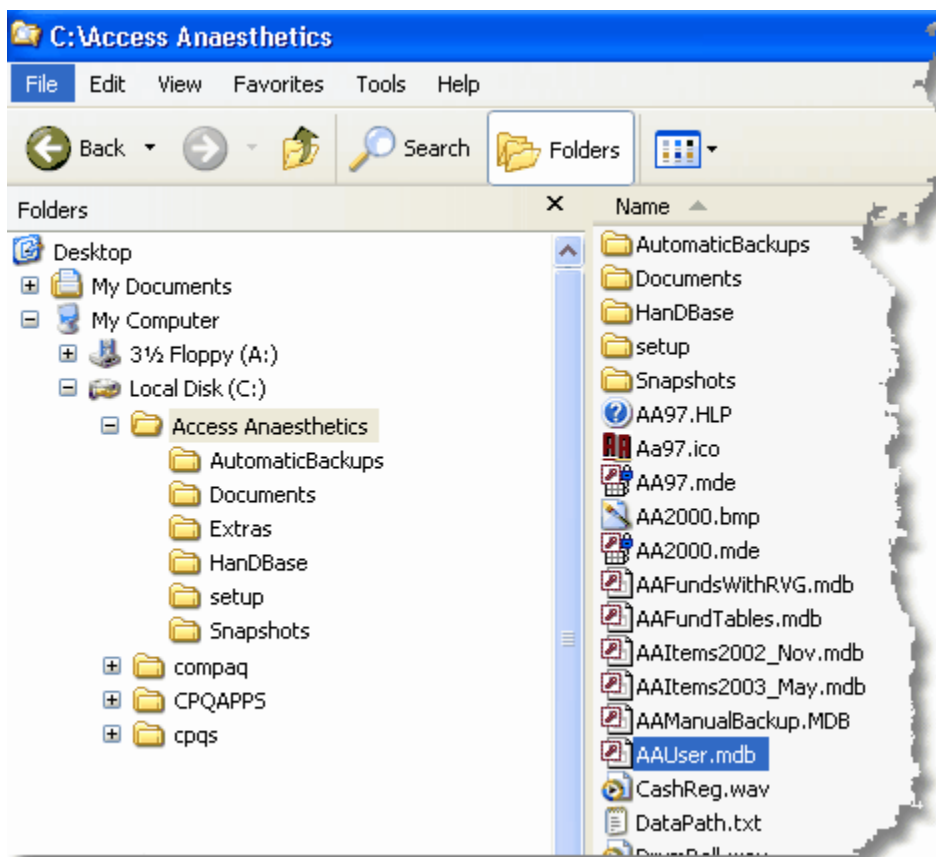 C:\Access Anaesthetics
File Edit View Favorites Tools Help
Back Search Folders
Folders
Desktop
My Documents
My Computer
3½ Floppy (A:)
Local Disk (C:)
Access Anaesthetics
AutomaticBackups
Documents
Extras
HanDBase
setup
Snapshots
compaq
CPQAPPS
cpqs
Name
AutomaticBackups
Documents
HanDBase
setup
Snapshots
AA97.HLP
Aa97.ico
AA97.mde
AA2000.bmp
AA2000.mde
AAFundsWithRVG.mdb
AAFundTables.mdb
AAItems2002_Nov.mdb
AAItems2003_May.mdb
AAManualBackup.MDB
AAUser.mdb
CashReg.wav
DataPath.txt